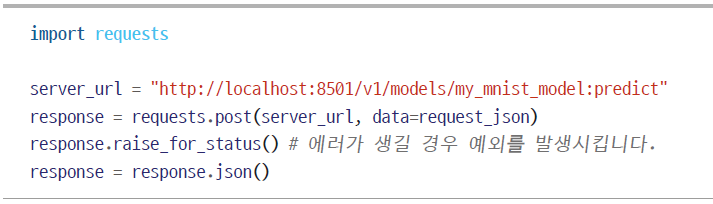 import requests

server_url = "http://localhost:8501/v1/models/my_mnist_model:predict"
response = requests.post(server_url, data=request_json)
response.raise_for_status() # 에러가 생길 경우 예외를 발생시킵니다.
response = response.json()